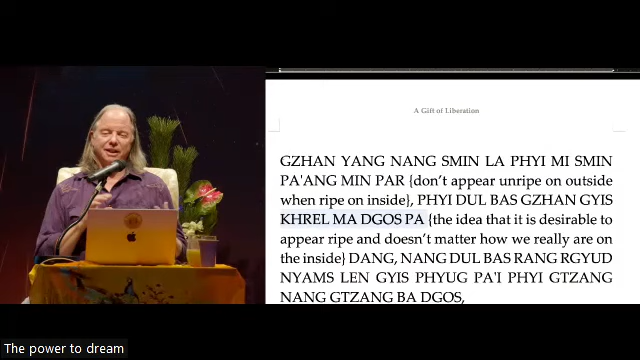 A Gift of Liberation
GZHAN YANG NANG SMIN LA PHYI MI SMIN
PA'ANG MIN PAR {don't appear unripe on outside
when ripe on inside}, PHYI DUL BAS GZHAN GYIS
KHREL MA DGOS PA {the idea that it is desirable to
appear ripe and doesn't matter how we really are on
the inside} DANG, NANG DUL BAS RANG RGYUD
NYAMS LEN GYIS PHYUG PA'I PHYI GTZANG
NANG GTZANG BA DGOS,
The power to dream